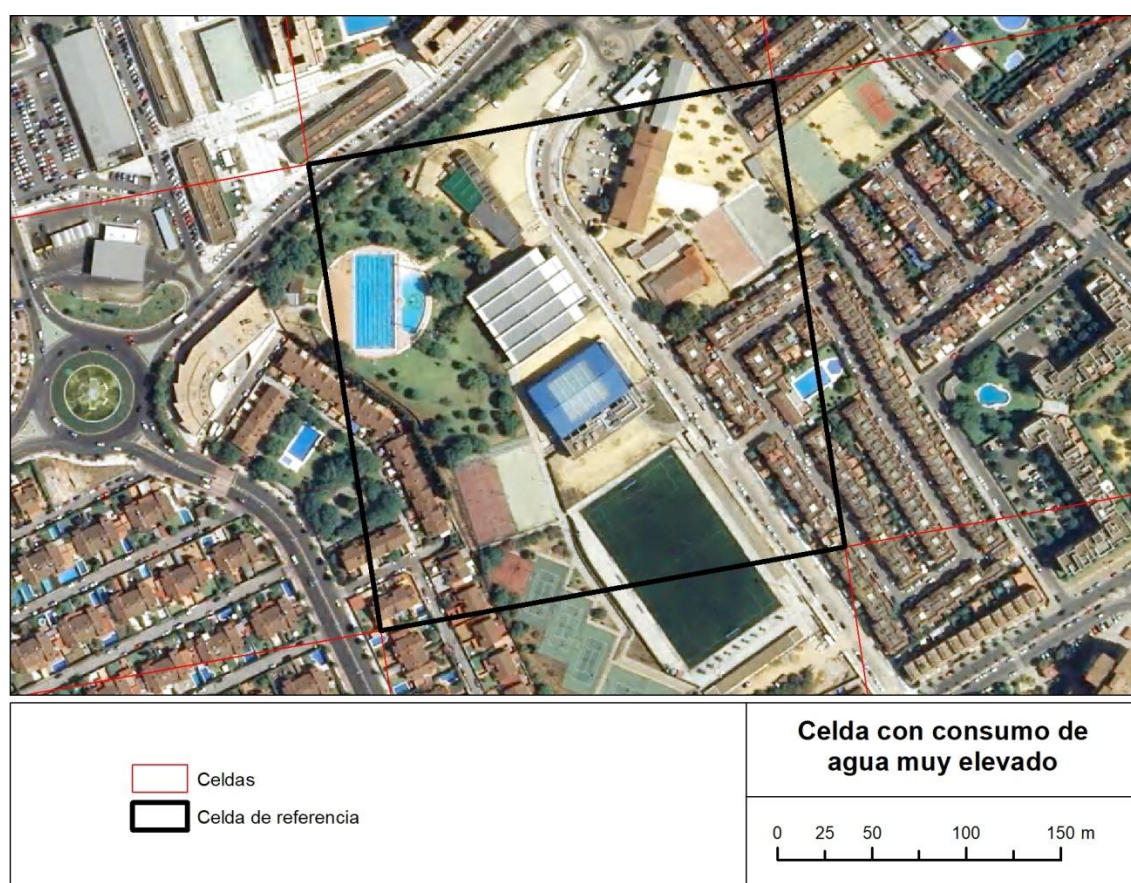 Celdas
Celda de referencia
Celda con consumo de
agua muy elevado
0 25 50 100 150 m